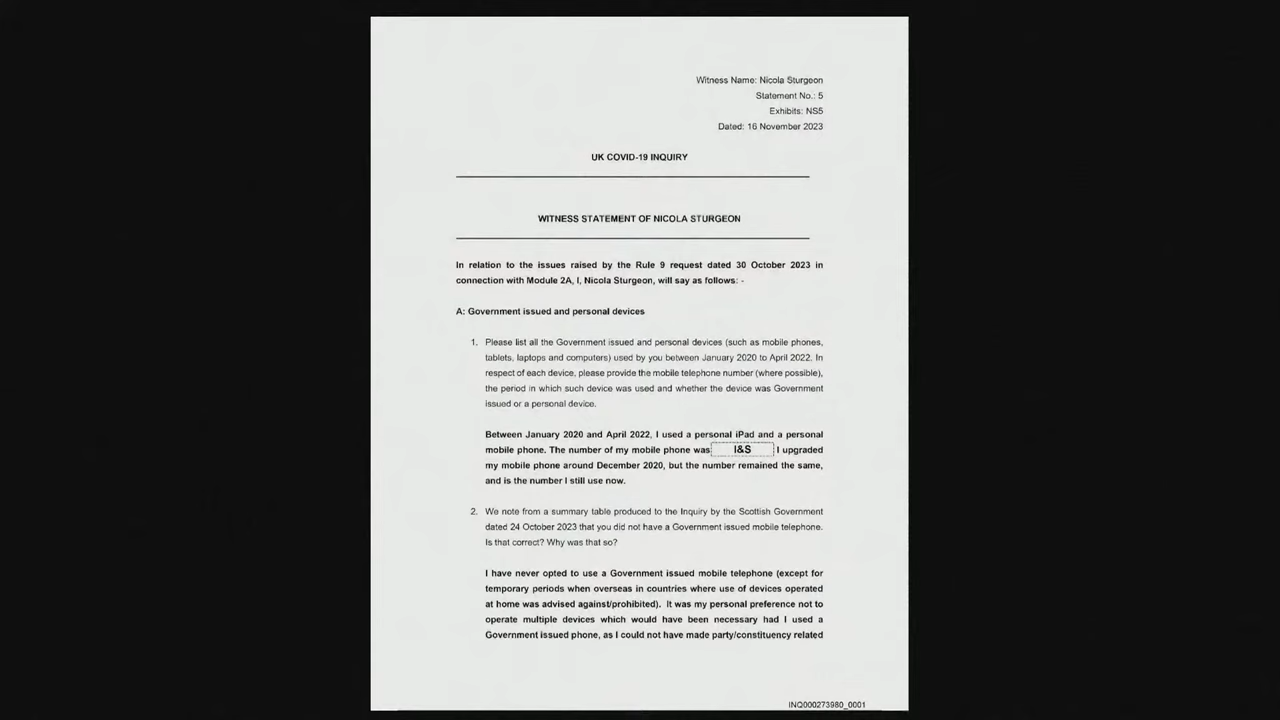 Witness Name: Nicola Sturgeon
Statement No.: 5
Exhibits: NS5
Dated: 16 November 2023
UK COVID-19 INQUIRY
WITNESS STATEMENT OF NICOLA STURGEON
In relation to the issues raised by the Rule 9 request dated 30 October 2023 in
connection with Module 2A, I, Nicola Sturgeon, will say as follows: -
A: Government issued and personal devices
1. Please list all the Government issued and personal devices (such as mobile phones,
tablets, laptops and computers) used by you between January 2020 to April 2022. In
respect of each device, please provide the mobile telephone number (where possible),
the period in which such device was used and whether the device was Government
issued or a personal device.
Between January 2020 and April 2022, I used a personal iPad and a personal
mobile phone. The number of my mobile phone was I&S I upgraded
my mobile phone around December 2020, but the number remained the same,
and is the number I still use now.
2. We note from a summary table produced to the Inquiry by the Scottish Government
dated 24 October 2023 that you did not have a Government issued mobile telephone.
Is that correct? Why was that so?
I have never opted to use a Government issued mobile telephone (except for
temporary periods when overseas in countries where use of devices operated
at home was advised against/prohibited). It was my personal preference not to
operate multiple devices which would have been necessary had I used a
Government issued phone, as I could not have made party/constituency related
INQ000273980_0001